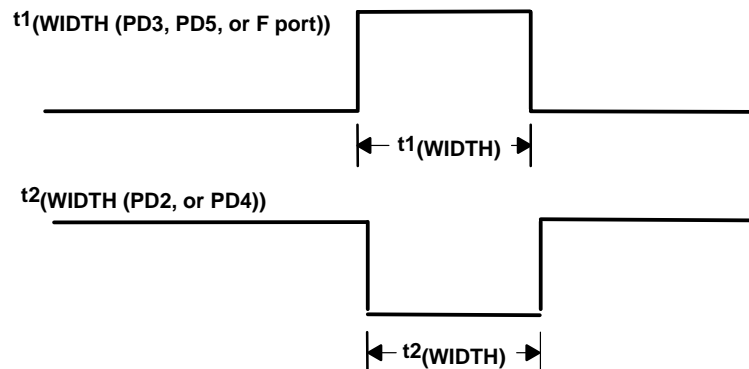 t1(WIDTH (PD3, PD5, or F port))
t1(WIDTH)
t2(WIDTH (PD2, or PD4))
t2(WIDTH)